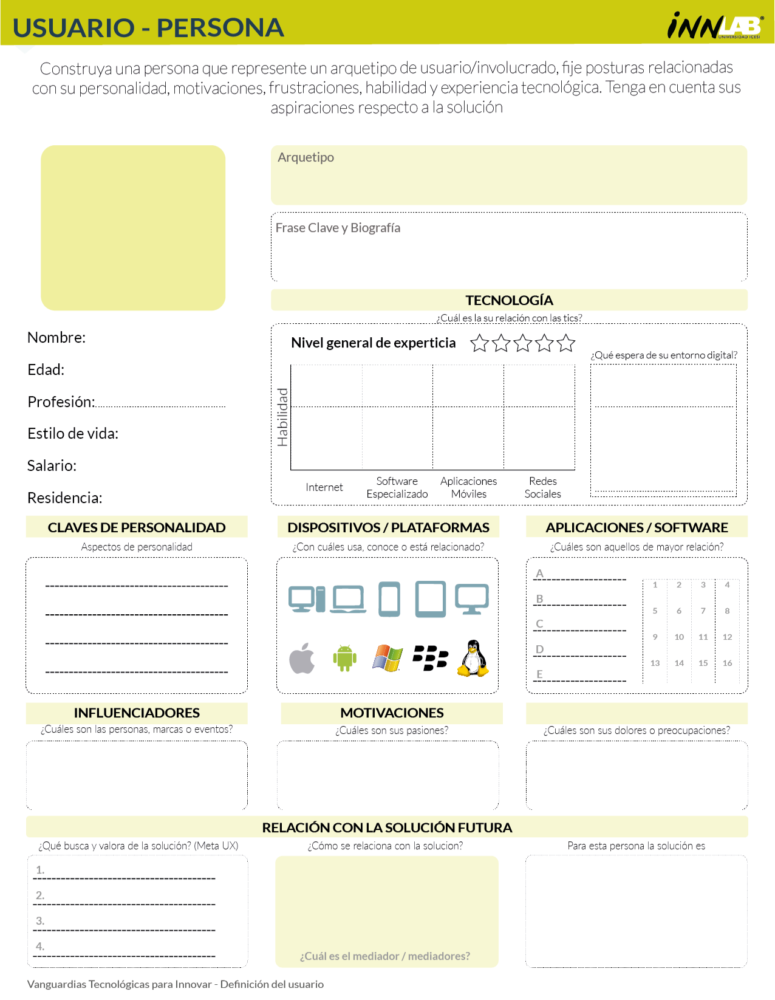 USUARIO - PERSONA
iNNLAB®
UNIVERSIDAD ICESI
Construya una persona que represente un arquetipo de usuario/involucrado, fije posturas relacionadas
con su personalidad, motivaciones, frustraciones, habilidad y experiencia tecnológica. Tenga en cuenta sus
aspiraciones respecto a la solución
Arquetipo
Frase Clave y Biografía
TECNOLOGÍA
¿Cuál es la su relación con las tics?
Nivel general de experticia
¿Qué espera de su entorno digital?
Habilidad
Internet
Software
Especializado
Aplicaciones
Móviles
Redes
Sociales
Nombre:
Edad:
Profesión:
Estilo de vida:
Salario:
Residencia:
CLAVES DE PERSONALIDAD
Aspectos de personalidad
DISPOSITIVOS / PLATAFORMAS
¿Con cuáles usa, conoce o está relacionado?
APLICACIONES / SOFTWARE
¿Cuáles son aquellos de mayor relación?
A
B
C
D
E
1 2 3 4
5 6 7 8
9 10 11 12
13 14 15 16
INFLUENCIADORES
¿Cuáles son las personas, marcas o eventos?
MOTIVACIONES
¿Cuáles son sus pasiones?
¿Cuáles son sus dolores o preocupaciones?
RELACIÓN CON LA SOLUCIÓN FUTURA
¿Qué busca y valora de la solución? (Meta UX)
1.
2.
3.
4.
¿Cómo se relaciona con la solucion?
¿Cuál es el mediador / mediadores?
Para esta persona la solución es
Vanguardias Tecnológicas para Innovar - Definición del usuario